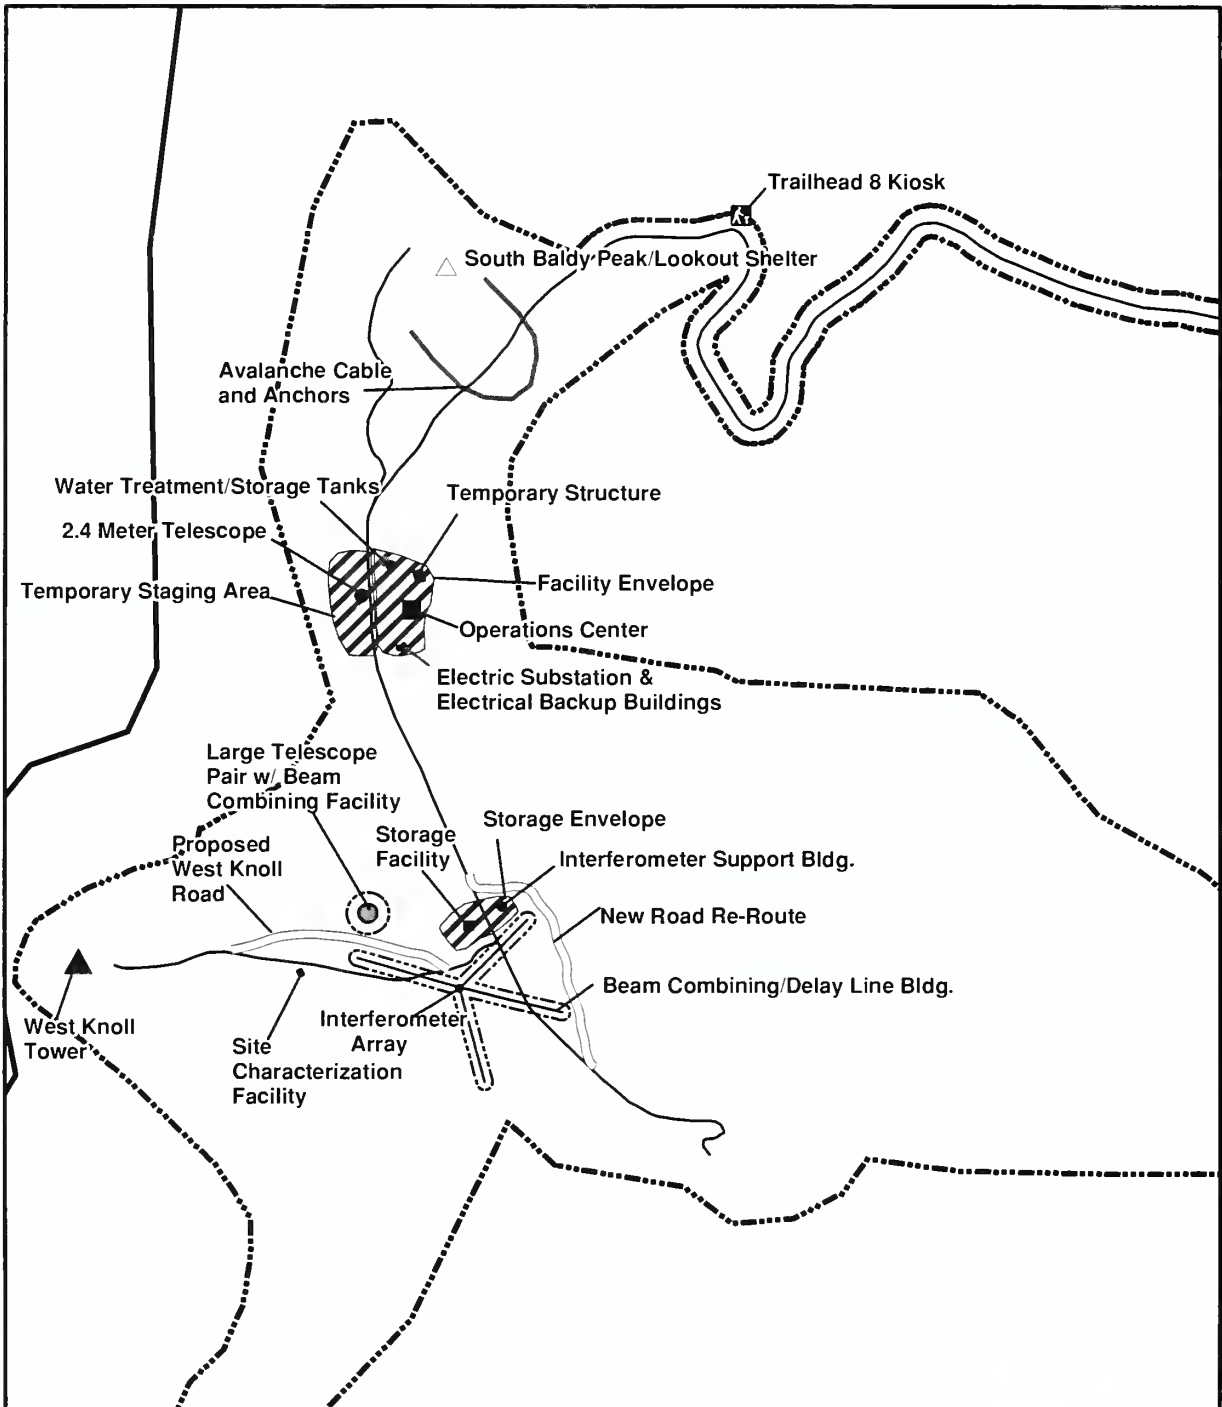 Trailhead 8 Kiosk
South Baldy Peak/Lookout Shelter
Avalanche Cable
and Anchors
Water Treatment/Storage Tanks
Temporary Structure
2.4 Meter Telescope
Facility Envelope
Temporary Staging Area
Operations Center
Electric Substation &
Electrical Backup Buildings
Large Telescope
Pair w/ Beam
Combining Facility
Storage Envelope
Storage
Facility
Interferometer Support Bldg.
Proposed
West Knoll
Road
New Road Re-Route
Beam Combining/Delay Line Bldg.
West Knoll
Tower
Interferometer
Array
Site
Characterization
Facility